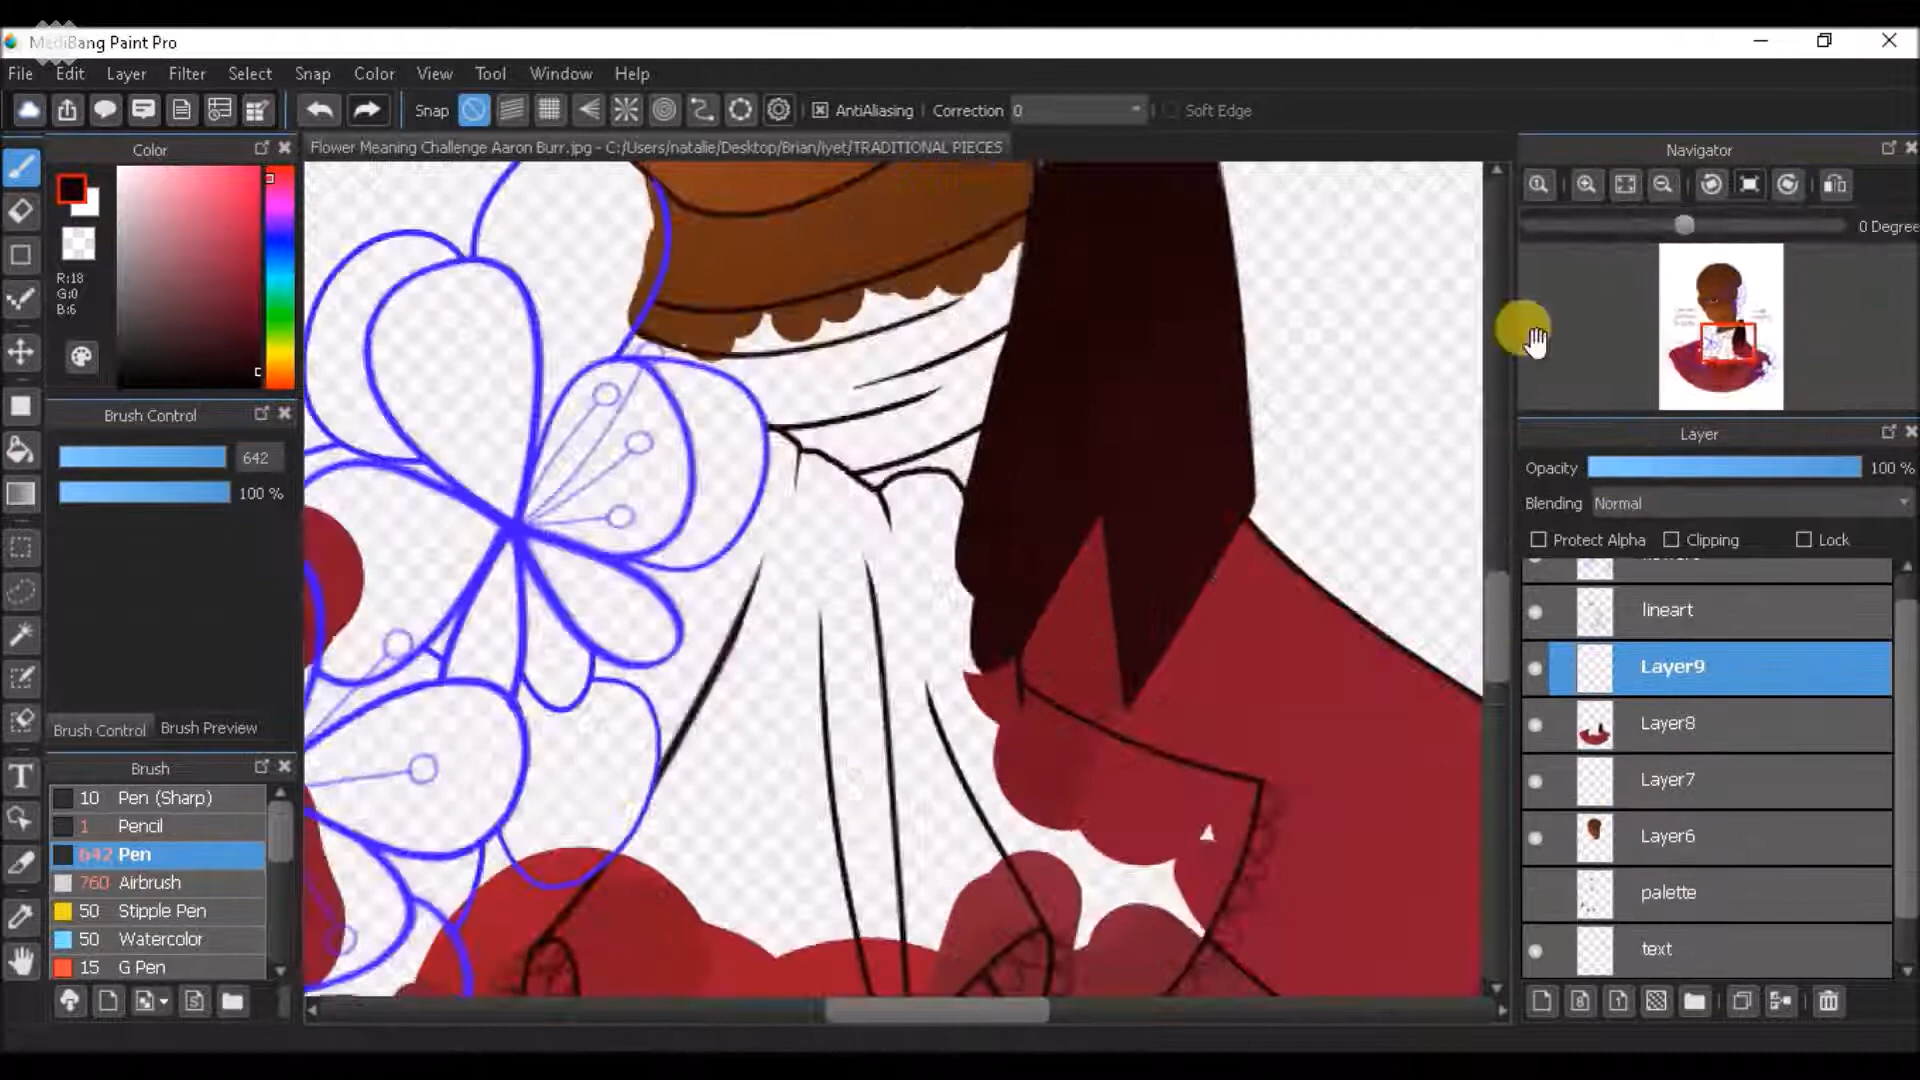 MediBang Paint Pro
File Edit Layer Filter Select Snap Color View Tool Window Help
Snap AntiAliasing Correction 0 Soft Edge
Color
Flower Meaning Challenge Aaron Burr.jpg - C:/Users/natalie/Desktop/Brian/iyet/TRADITIONAL PIECES
Navigator
0 Degree
R:18
G:0
B:6
Brush Control
642
100 %
Brush Control Brush Preview
Brush
10 Pen (Sharp)
1 Pencil
642 Pen
760 Airbrush
50 Stipple Pen
50 Watercolor
15 G Pen
T
Layer
Opacity 100 %
Blending Normal
Protect Alpha Clipping Lock
lineart
Layer9
Layer8
Layer7
Layer6
palette
text